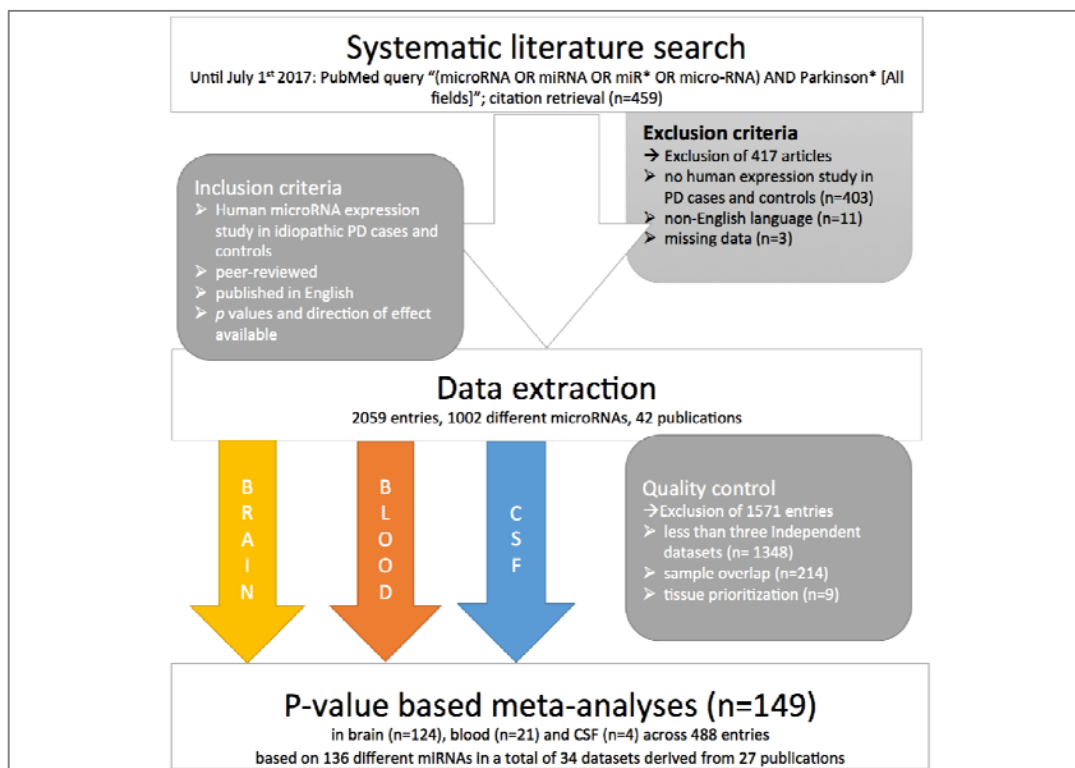 Systematic literature search
Until July 1st 2017: PubMed query “(microRNA OR miRNA OR miR* OR micro-RNA) AND Parkinson* [All
fields]”; citation retrieval (n=459)
Exclusion criteria
→ Exclusion of 417 articles
➢ no human expression study in
PD cases and controls (n=403)
➢ non-English language (n=11)
➢ missing data (n=3)
Inclusion criteria
➢ Human microRNA expression
study in idiopathic PD cases and
controls
➢ peer-reviewed
➢ published in English
➢ p values and direction of effect
available
Data extraction
2059 entries, 1002 different microRNAs, 42 publications
BRAIN
BLOOD
CSF
Quality control
→Exclusion of 1571 entries
➢ less than three Independent
datasets (n= 1348)
➢ sample overlap (n=214)
➢ tissue prioritization (n=9)
P-value based meta-analyses (n=149)
in brain (n=124), blood (n=21) and CSF (n=4) across 488 entries
based on 136 different miRNAs in a total of 34 datasets derived from 27 publications